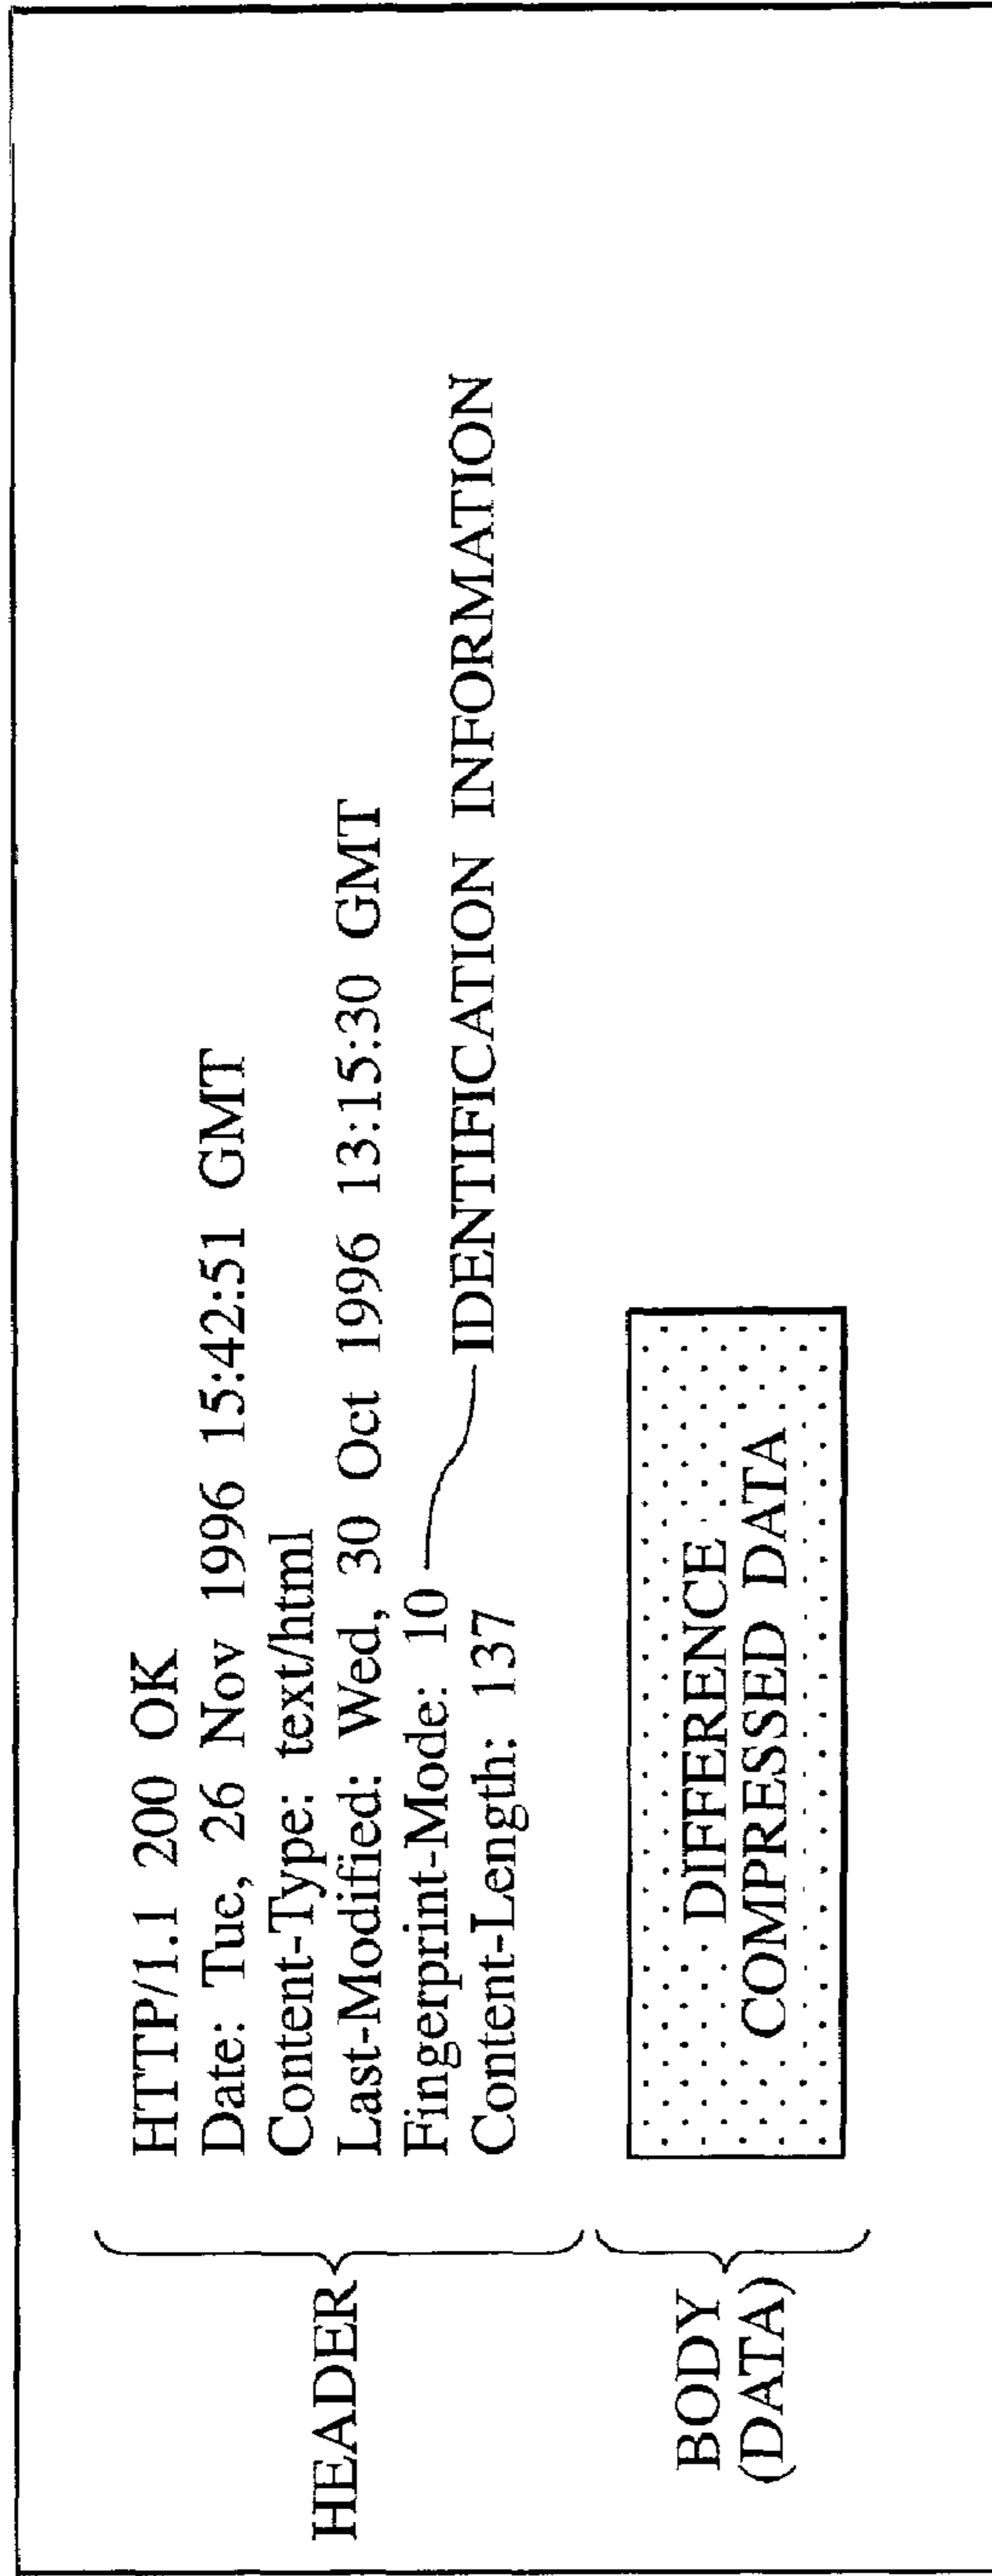 HEADER
HTTP/1.1 200 OK
Date: Tue, 26 Nov 1996 15:42:51 GMT
Content-Type: text/html
Last-Modified: Wed, 30 Oct 1996 13:15:30 GMT
Fingerprint-Mode: 10 IDENTIFICATION INFORMATION
Content-Length: 137
BODY
(DATA)
DIFFERENCE
COMPRESSED DATA